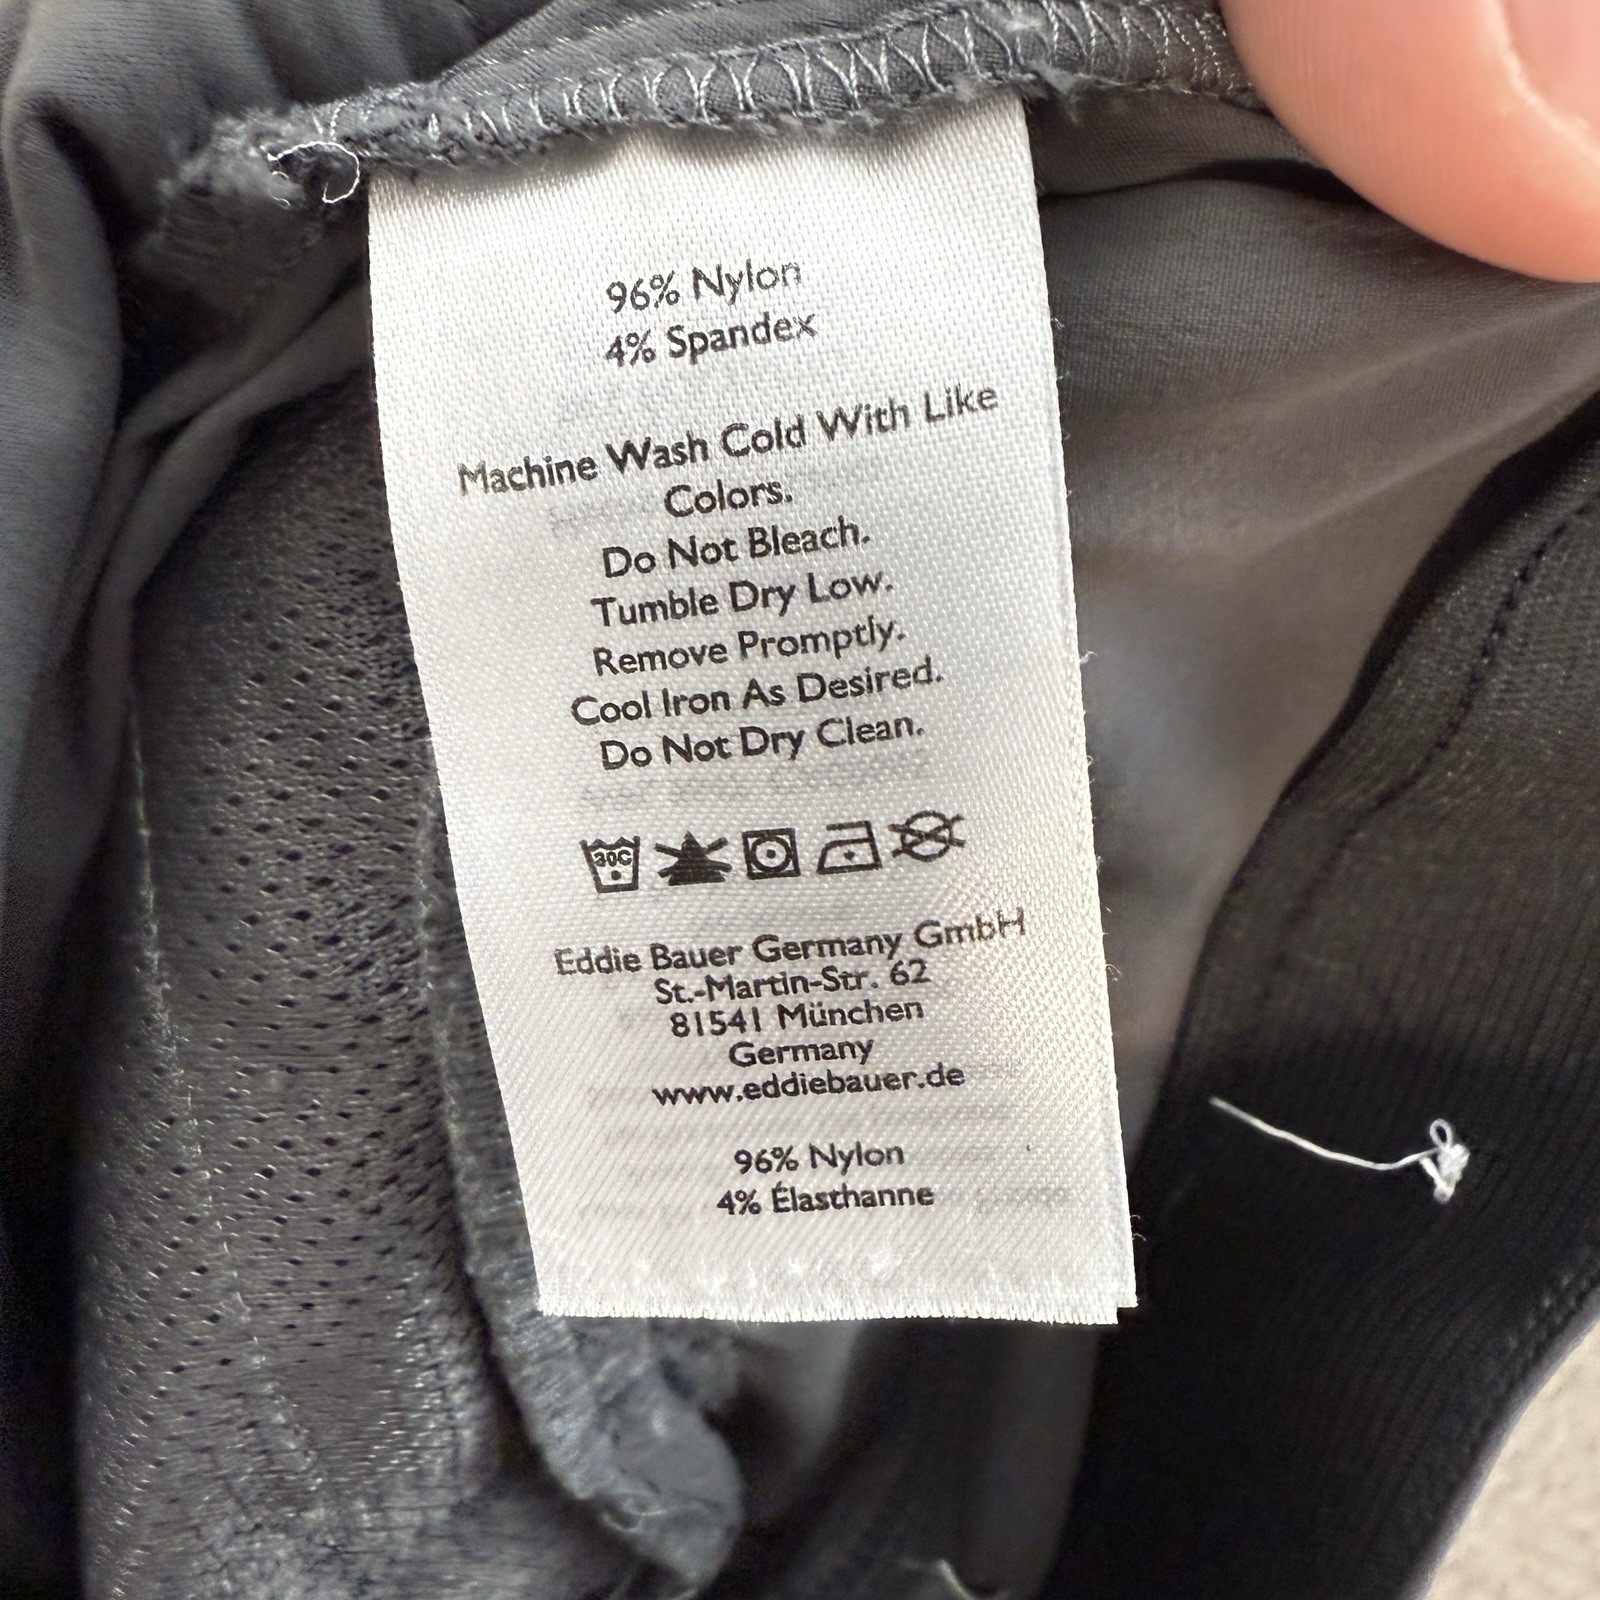 96% Nylon
4% Spandex
Machine Wash Cold With Like
Colors.
Do Not Bleach.
Tumble Dry Low.
Remove Promptly.
Cool Iron As Desired.
Do Not Dry Clean.
30C
Eddie Bauer Germany GmbH
St.-Martin-Str. 62
81541 München
Germany
www.eddiebauer.de
96% Nylon
4% Élasthanne